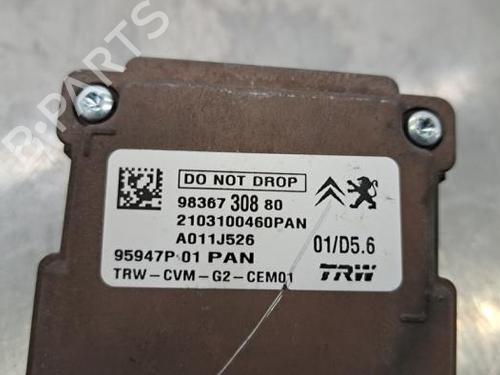 B-PARTS
DO NOT DROP
98367 308 80
2103100460PAN
A011J526
01/D5.6
95947P 01 PAN
TRW-CVM-G2-CEM01
TRW